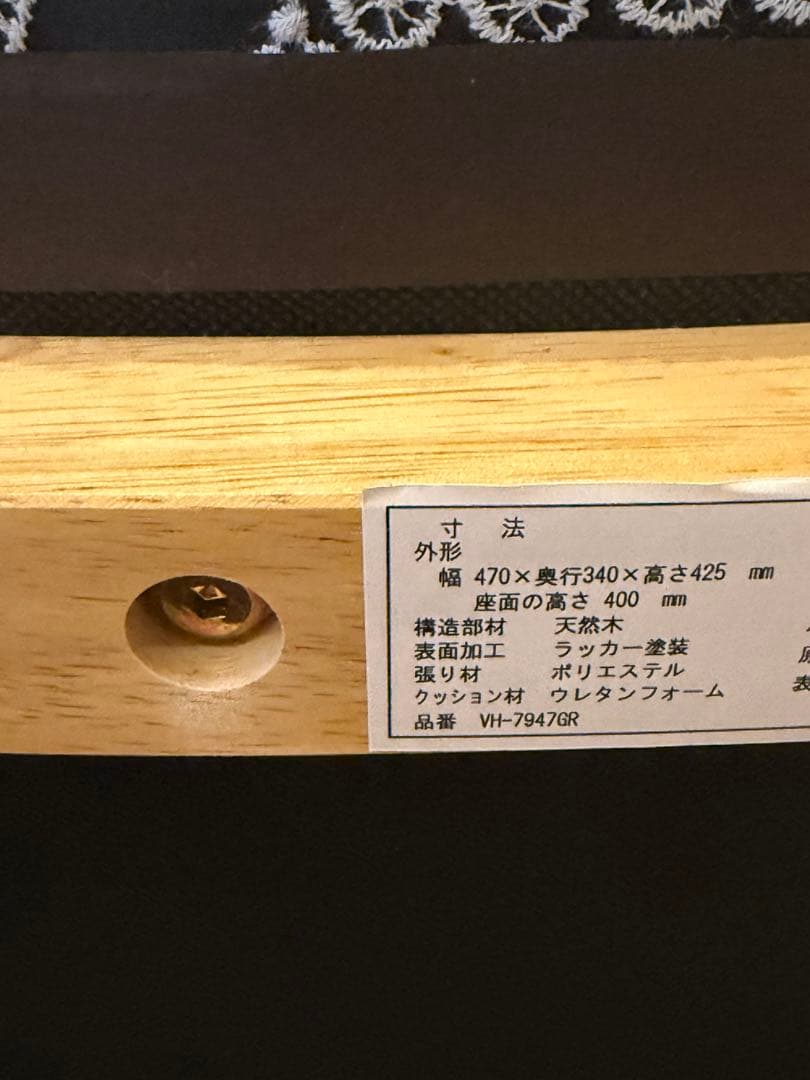 寸 法
外形
幅 470×奥行340×高さ425 mm
座面の高さ 400 mm
構造部材 天然木
表面加工 ラッカー塗装
張り材 ポリエステル
クッション材 ウレタンフォーム
品番 VH-7947GR